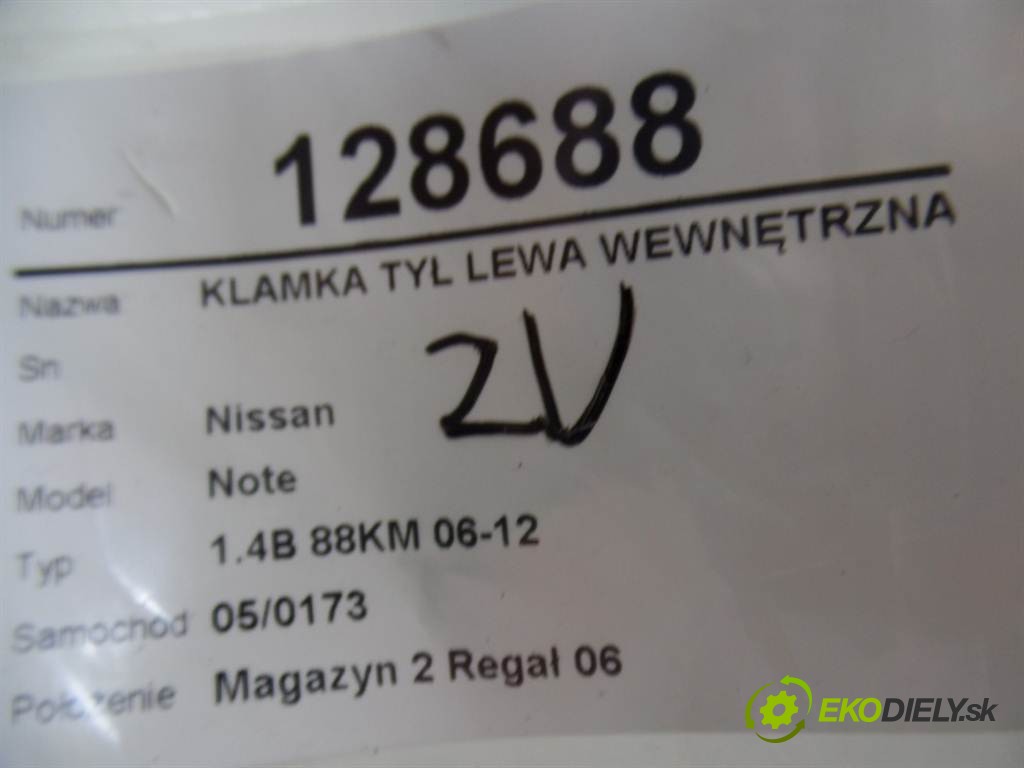 Numer 128688
Nazwa KLAMKA TYŁ LEWA WEWNĘTRZNA
Sn
ZV
Marka Nissan
Model Note
Typ 1.4B 88KM 06-12
Samochod 05/0173
Położenie Magazyn 2 Regał 06
EKODIELY.sk